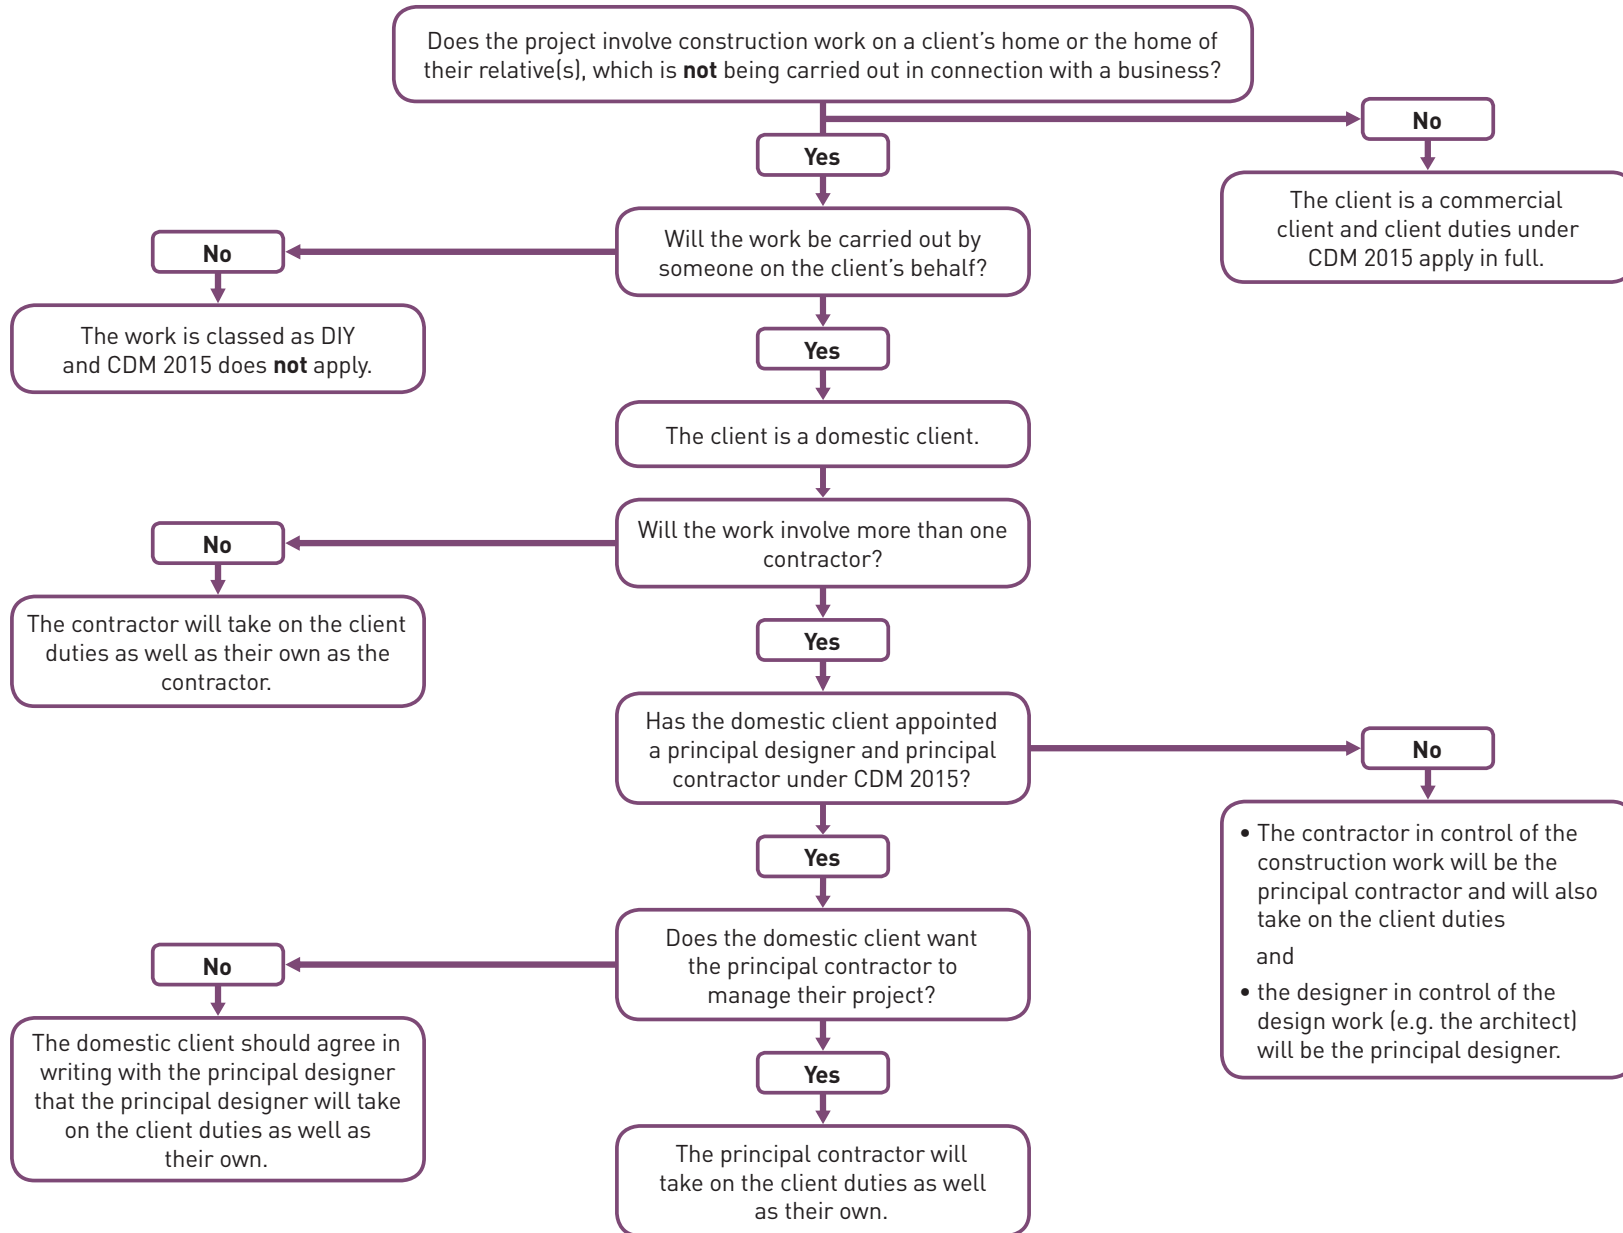 Does the project involve construction work on a client’s home or the home of
their relative(s), which is not being carried out in connection with a business?
No
Yes
The client is a commercial
client and client duties under
CDM 2015 apply in full.
Will the work be carried out by
someone on the client’s behalf?
No
The work is classed as DIY
and CDM 2015 does not apply.
Yes
The client is a domestic client.
Will the work involve more than one
contractor?
No
The contractor will take on the client
duties as well as their own as the
contractor.
Yes
Has the domestic client appointed
a principal designer and principal
contractor under CDM 2015?
No
• The contractor in control of the
construction work will be the
principal contractor and will also
take on the client duties
and
• the designer in control of the
design work (e.g. the architect)
will be the principal designer.
Yes
Does the domestic client want
the principal contractor to
manage their project?
No
The domestic client should agree in
writing with the principal designer
that the principal designer will take
on the client duties as well as
their own.
Yes
The principal contractor will
take on the client duties as well
as their own.